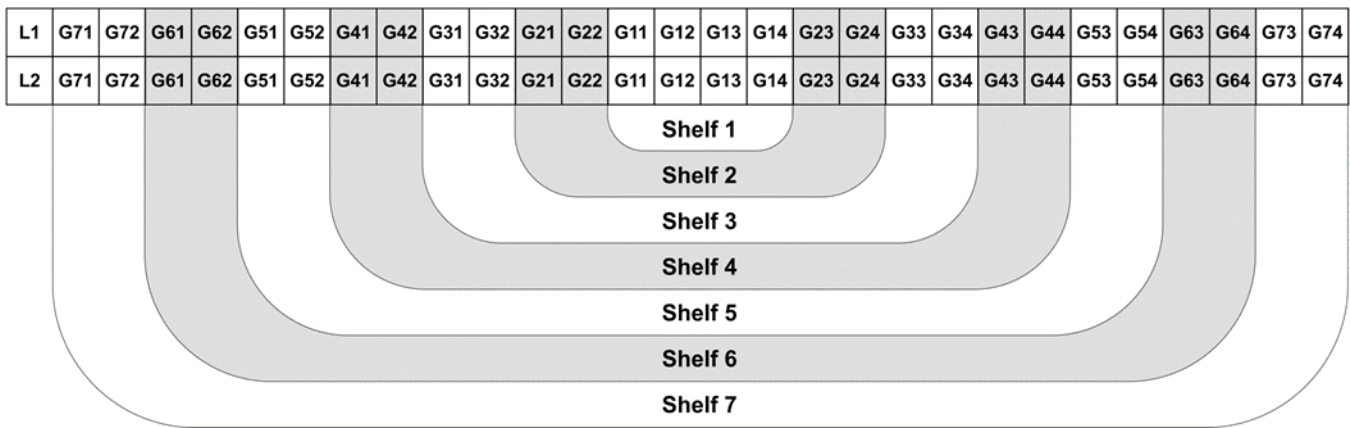 L1 G71 G72 G61 G62 G51 G52 G41 G42 G31 G32 G21 G22 G11 G12 G13 G14 G23 G24 G33 G34 G43 G44 G53 G54 G63 G64 G73 G74
L2 G71 G72 G61 G62 G51 G52 G41 G42 G31 G32 G21 G22 G11 G12 G13 G14 G23 G24 G33 G34 G43 G44 G53 G54 G63 G64 G73 G74
Shelf 1
Shelf 2
Shelf 3
Shelf 4
Shelf 5
Shelf 6
Shelf 7